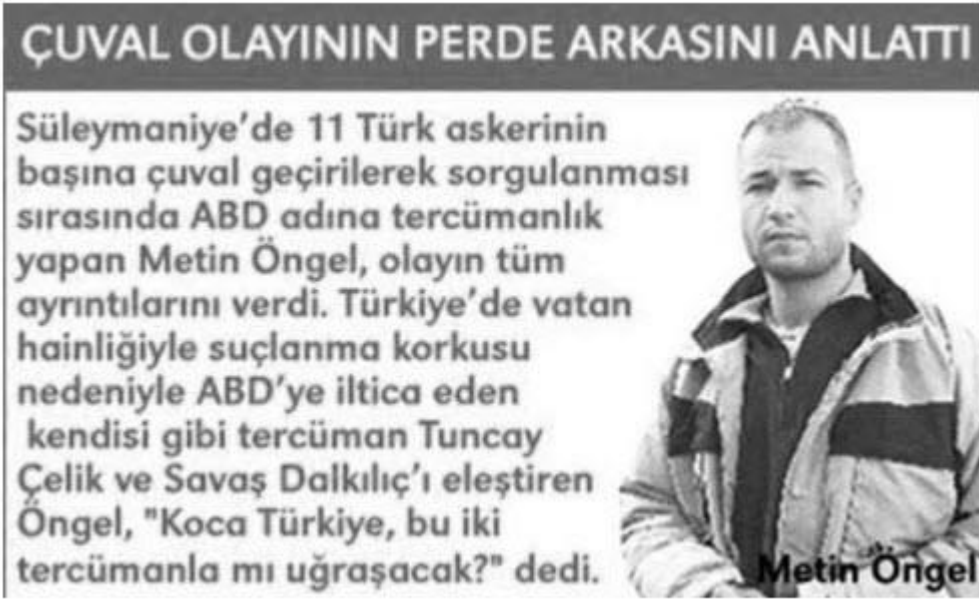 ÇUVAL OLAYININ PERDE ARKASINI ANLATTI
Süleymaniye'de 11 Türk askerinin
başına çuval geçirilerek sorgulanması
sırasında ABD adına tercümanlık
yapan Metin Öngel, olayın tüm
ayrıntılarını verdi. Türkiye'de vatan
hainliğiyle suçlanma korkusu
nedeniyle ABD'ye iltica eden
kendisi gibi tercüman Tuncay
Çelik ve Savaş Dalkılıç'ı eleştiren
Öngel, "Koca Türkiye, bu iki
tercümanla mı uğraşacak?" dedi.
Metin Öngel